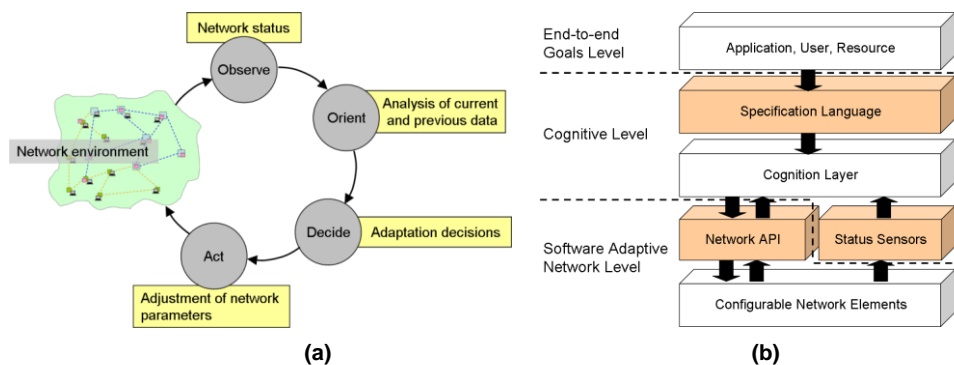 Network status
Observe
Analysis of current
and previous data
Orient
Network environment
Decide
Adaptation decisions
Act
Adjustment of network
parameters
(a)
End-to-end
Goals Level
Application, User, Resource
Specification Language
Cognitive Level
Cognition Layer
Software Adaptive
Network Level
Network API
Status Sensors
Configurable Network Elements
(b)